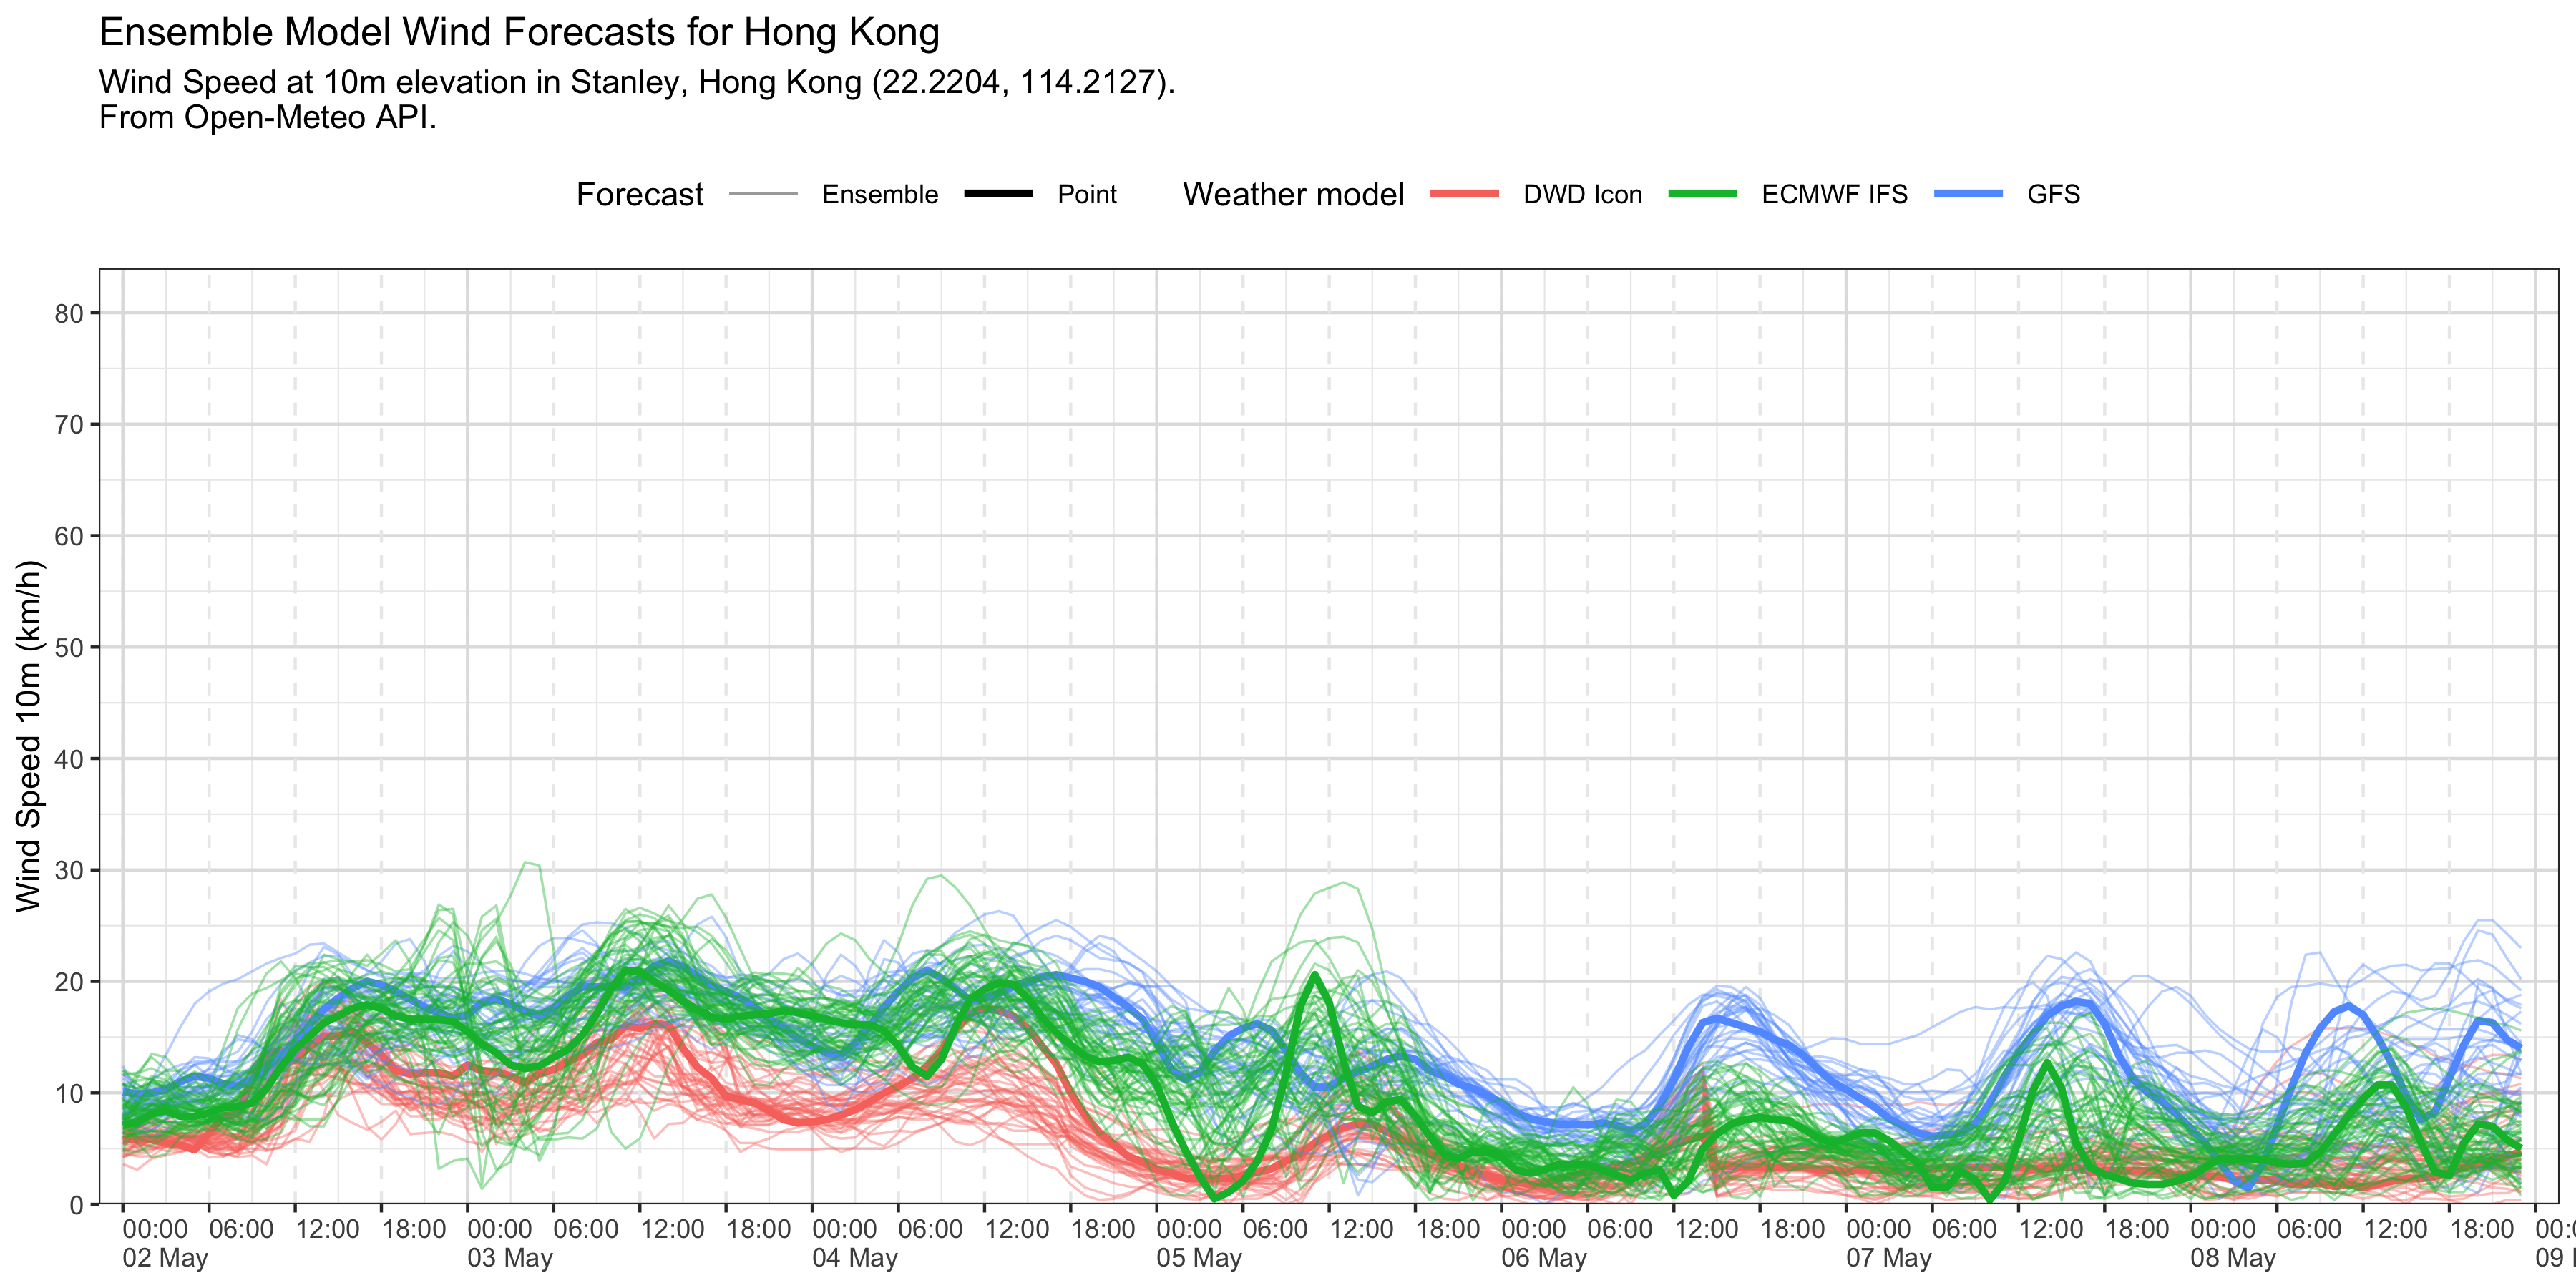 Ensemble Model Wind Forecasts for Hong Kong
Wind Speed at 10m elevation in Stanley, Hong Kong (22.2204, 114.2127).
From Open-Meteo API.
Forecast Ensemble Point Weather model DWD Icon ECMWF IFS GFS
Wind Speed 10m (km/h)
80
70
60
50
40
30
20
10
0
00:00 06:00 12:00 18:00 00:00 06:00 12:00 18:00 00:00 06:00 12:00 18:00 00:00 06:00 12:00 18:00 00:00 06:00 12:00 18:00 00:00 06:00 12:00 18:00 00:00 06:00 12:00 18:00 00:0
02 May 03 May 04 May 05 May 06 May 07 May 08 May 09